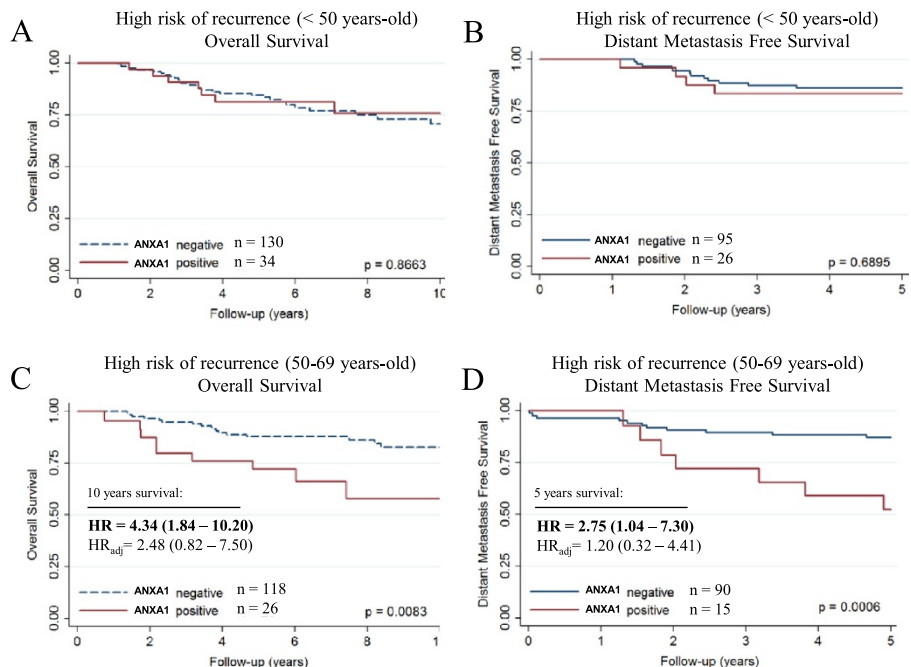 A
High risk of recurrence (< 50 years-old)
Overall Survival
Overall Survival
1.00
0.75
0.50
0.25
0.00
ANXA1 negative n = 130
ANXA1 positive n = 34
p = 0.8663
0 2 4 6 8 10
Follow-up (years)
B
High risk of recurrence (< 50 years-old)
Distant Metastasis Free Survival
Distant Metastasis Free Survival
1.00
0.75
0.50
0.25
0.00
ANXA1 negative n = 95
ANXA1 positive n = 26
p = 0.6895
0 1 2 3 4 5
Follow-up (years)
C
High risk of recurrence (50-69 years-old)
Overall Survival
Overall Survival
1.00
0.75
0.50
0.25
0.00
10 years survival:
HR = 4.34 (1.84 – 10.20)
HRadj= 2.48 (0.82 – 7.50)
ANXA1 negative n = 118
ANXA1 positive n = 26
p = 0.0083
0 2 4 6 8 1
Follow-up (years)
D
High risk of recurrence (50-69 years-old)
Distant Metastasis Free Survival
Distant Metastasis Free Survival
1.00
0.75
0.50
0.25
0.00
5 years survival:
HR = 2.75 (1.04 – 7.30)
HRadj= 1.20 (0.32 – 4.41)
ANXA1 negative n = 90
ANXA1 positive n = 15
p = 0.0006
0 1 2 3 4 5
Follow-up (years)